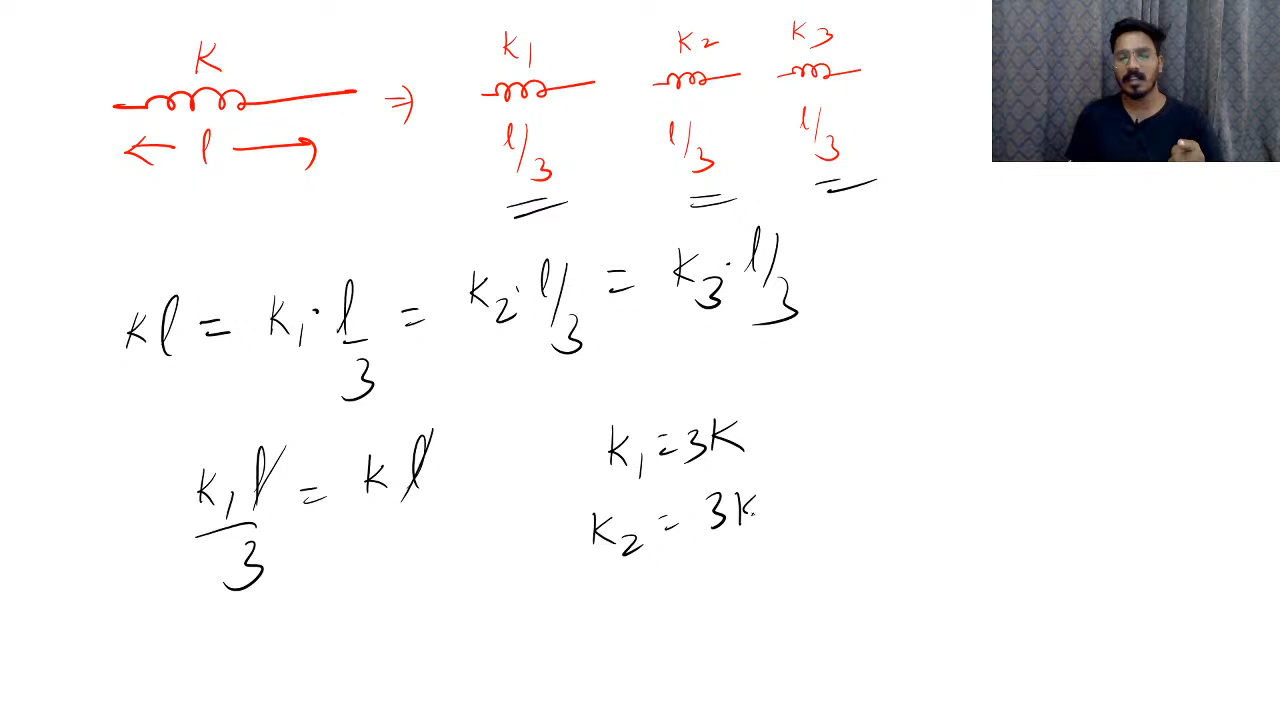 K ⇒ K1 K2 K3
← l → l/3 l/3 l/3
Kl = K1 · l/3 = K2 · l/3 = K3 · l/3
K1 l/3 = K l
K1 = 3K
K2 = 3K